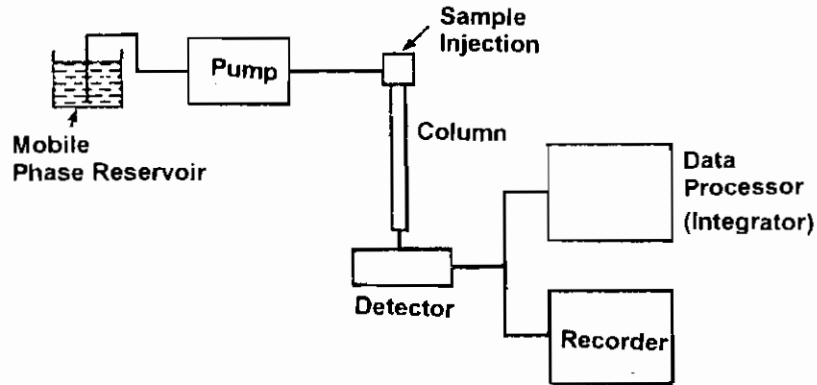 Sample
Injection
Pump
Mobile
Phase Reservoir
Column
Data
Processor
(Integrator)
Detector
Recorder